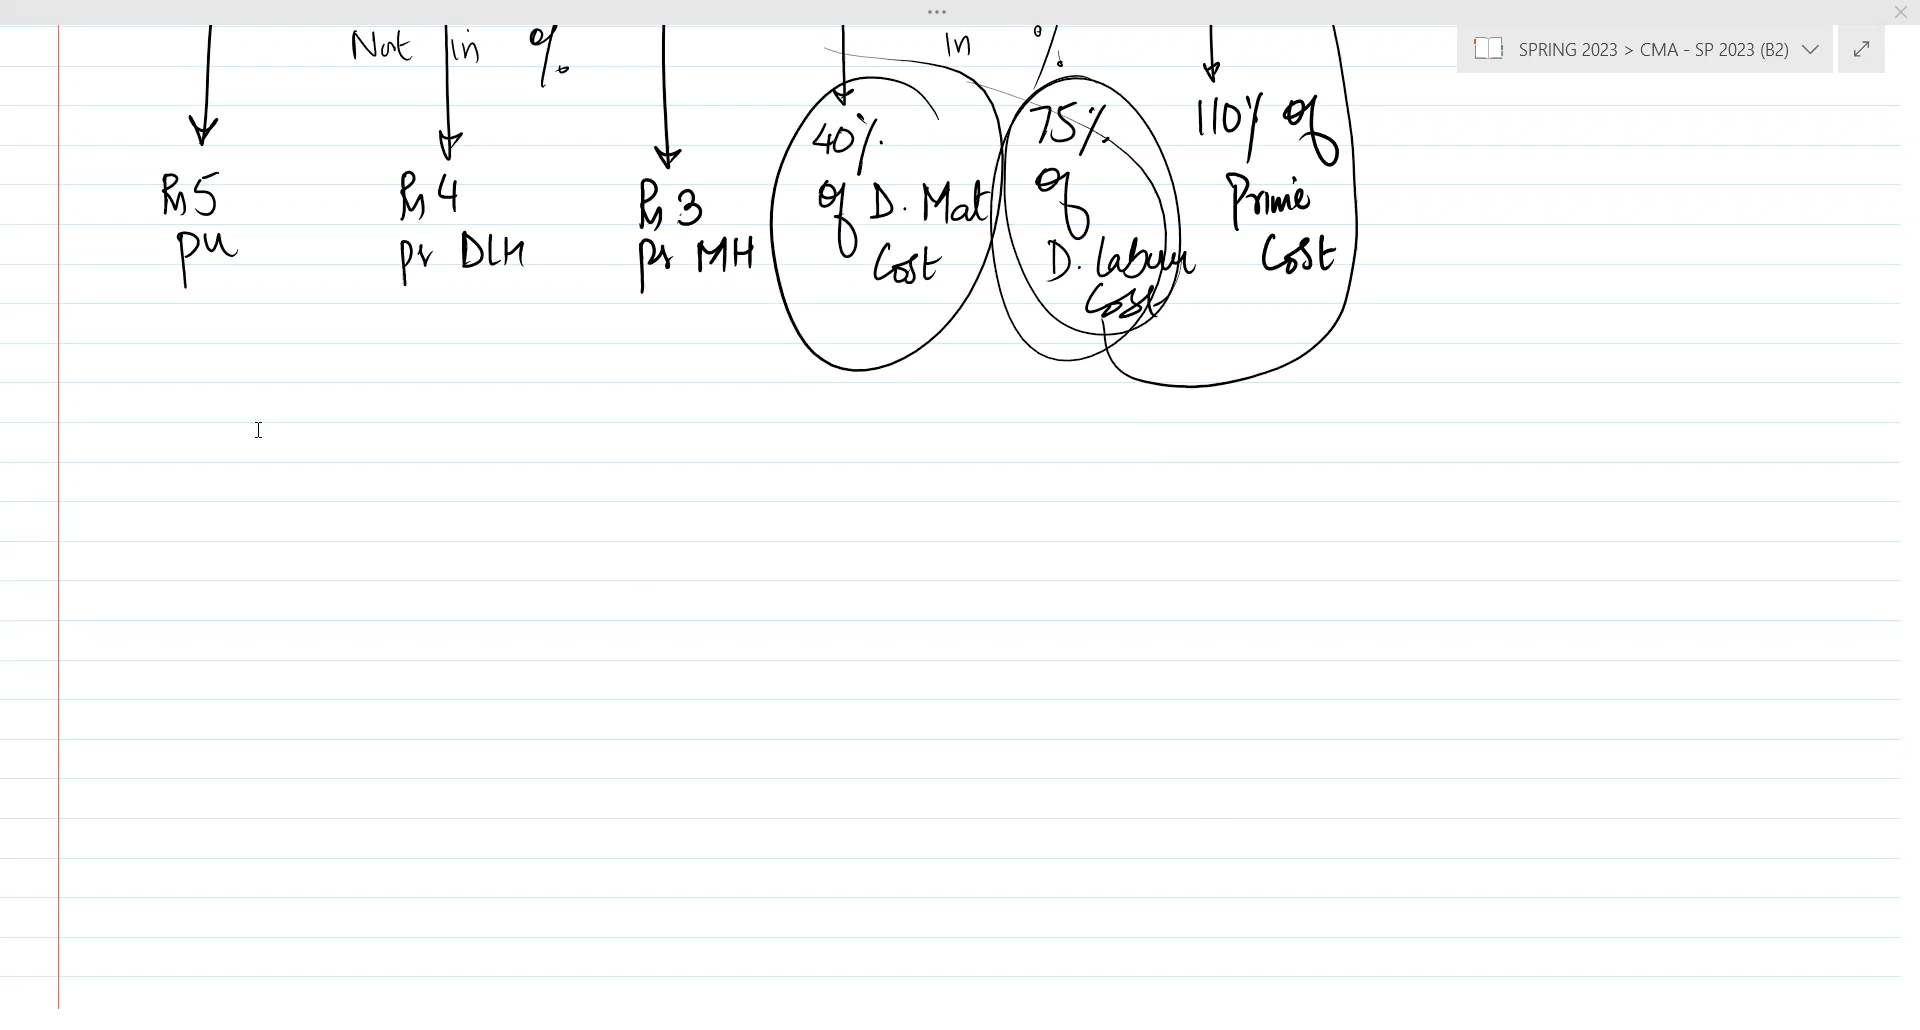 SPRING 2023 > CMA - SP 2023 (B2)
Not in %
In %
Rs 5
pu
Rs 4
pr DLH
Rs 3
pr MH
40%
of D. Mat
Cost
75%
of
D. labour
Cost
110% of
Prime
Cost